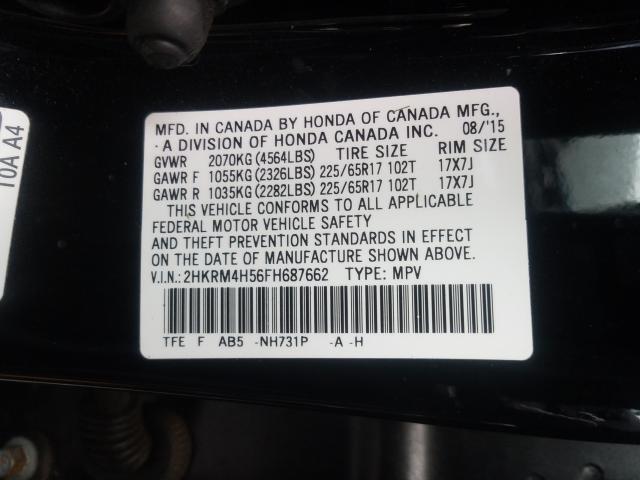 MFD. IN CANADA BY HONDA OF CANADA MFG.,
A DIVISION OF HONDA CANADA INC. 08/'15
GVWR 2070KG (4564LBS) TIRE SIZE RIM SIZE
GAWR F 1055KG (2326LBS) 225/65R17 102T 17X7J
GAWR R 1035KG (2282LBS) 225/65R17 102T 17X7J
THIS VEHICLE CONFORMS TO ALL APPLICABLE
FEDERAL MOTOR VEHICLE SAFETY
AND THEFT PREVENTION STANDARDS IN EFFECT
ON THE DATE OF MANUFACTURE SHOWN ABOVE.
V.I.N.: 2HKRM4H56FH687662 TYPE: MPV
TFE F AB5 -NH731P -A -H
10A A4